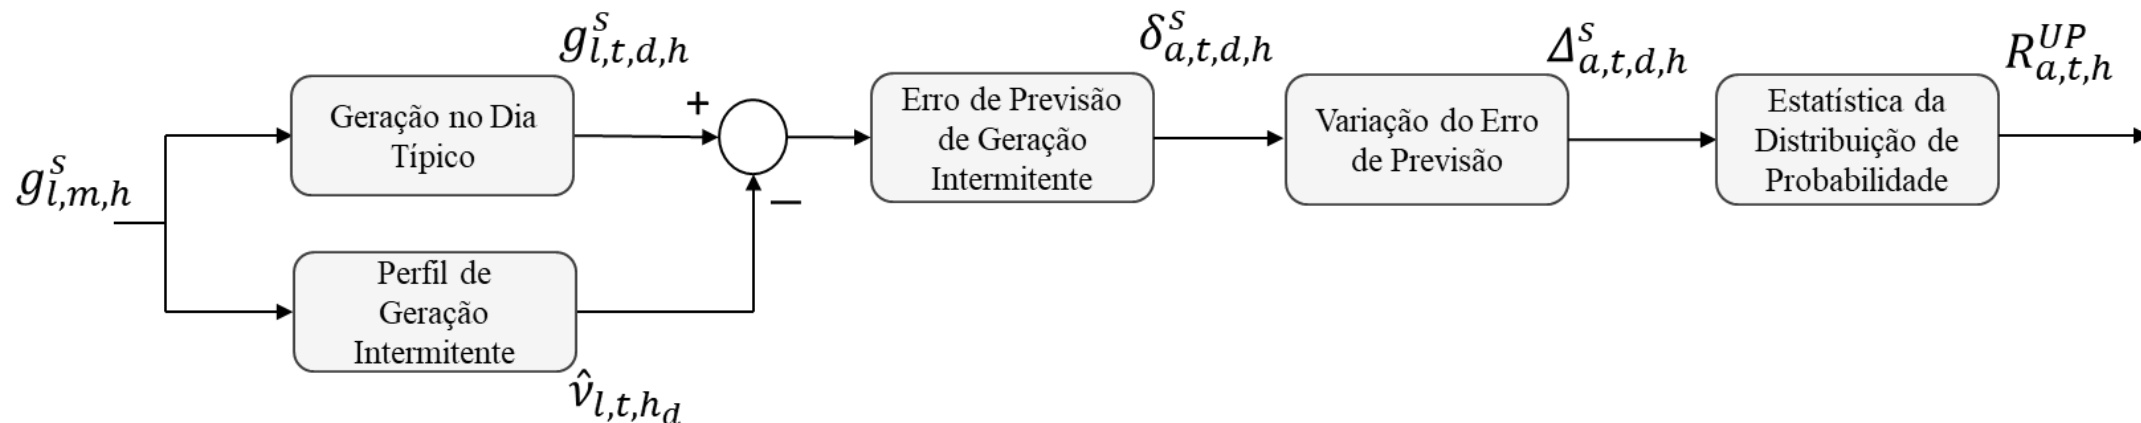 g^s_{l,m,h}
Geração no Dia
Típico
g^s_{l,t,d,h}
Perfil de
Geração
Intermitente
\hat{ν}_{l,t,h_d}
+
−
Erro de Previsão
de Geração
Intermitente
δ^s_{a,t,d,h}
Variação do Erro
de Previsão
Δ^s_{a,t,d,h}
Estatística da
Distribuição de
Probabilidade
R^{UP}_{a,t,h}